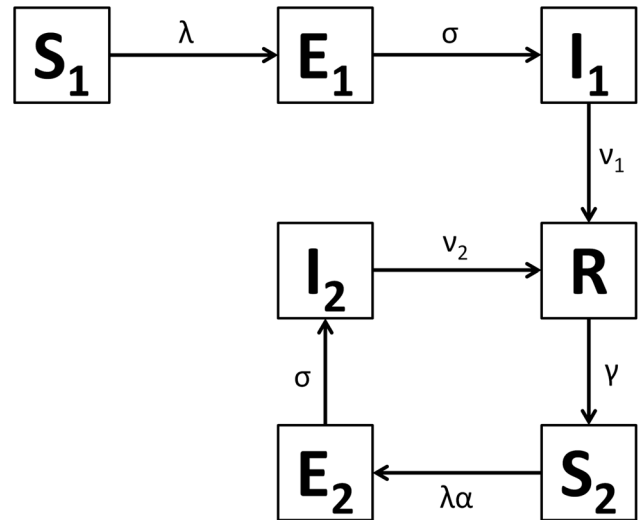 λ σ
S₁ E₁ I₁
ν₁
ν₂
I₂ R
σ γ
E₂ S₂
λα